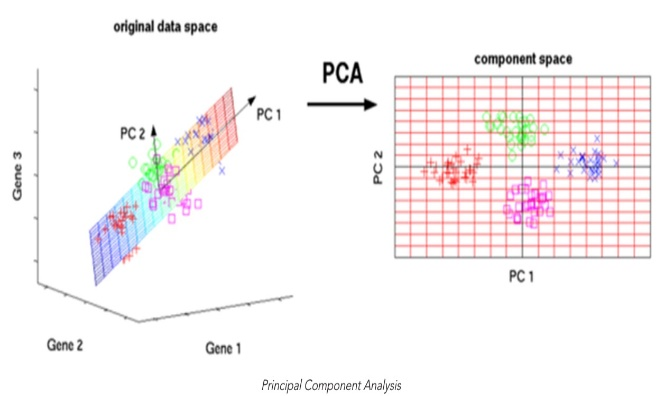 original data space
PCA
component space
PC 2
PC 1
Gene 3
PC 2
Gene 2
Gene 1
PC 1
Principal Component Analysis